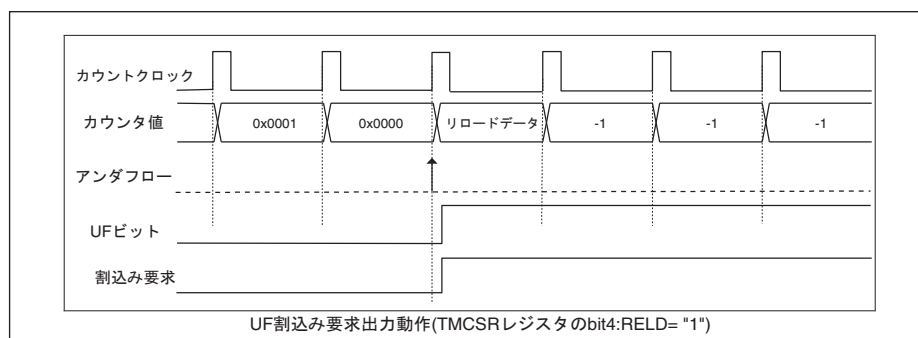 カウントクロック
カウンタ値 0x0001 0x0000 リロードデータ -1 -1 -1
アンダフロー
UFビット
割込み要求
UF割込み要求出力動作(TMCSRレジスタのbit4:RELD= "1")